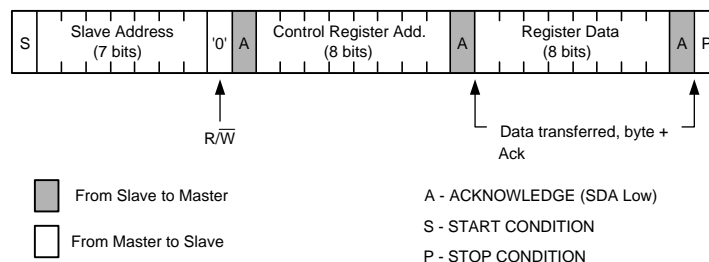 S
Slave Address
(7 bits)
'0'
A
Control Register Add.
(8 bits)
A
Register Data
(8 bits)
A
P
R/W̅
Data transferred, byte +
Ack
From Slave to Master
From Master to Slave
A - ACKNOWLEDGE (SDA Low)
S - START CONDITION
P - STOP CONDITION